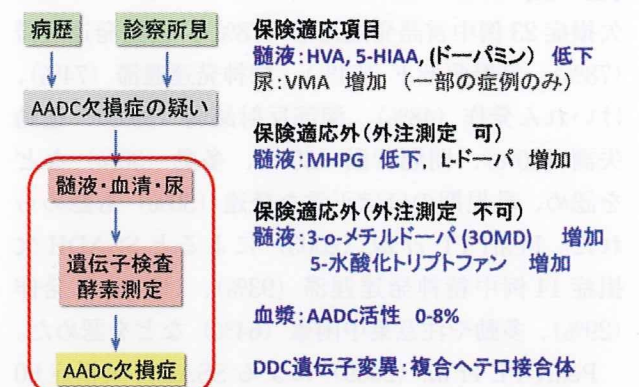 病歴
診察所見
AADC欠損症の疑い
髄液・血清・尿
遺伝子検査
酵素測定
AADC欠損症
保険適応項目
髄液:HVA, 5-HIAA, (ドーパミン) 低下
尿:VMA 増加 (一部の症例のみ)
保険適応外(外注測定 可)
髄液:MHPG 低下, L-ドーパ 増加
保険適応外(外注測定 不可)
髄液:3-o-メチルドーパ(3OMD) 増加
5-水酸化トリプトファン 増加
血漿:AADC活性 0-8%
DDC遺伝子変異:複合ヘテロ接合体